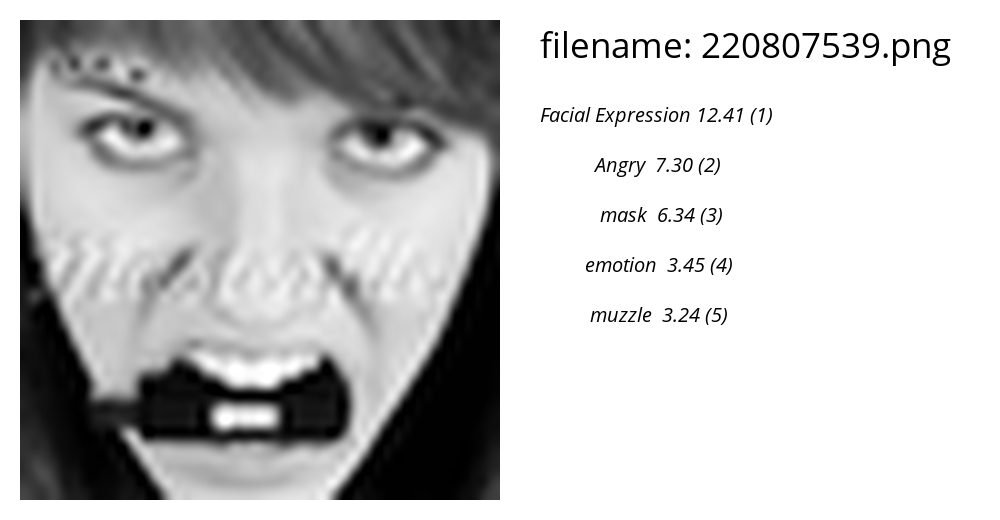 filename: 220807539.png
Facial Expression 12.41 (1)
Angry 7.30 (2)
mask 6.34 (3)
emotion 3.45 (4)
muzzle 3.24 (5)